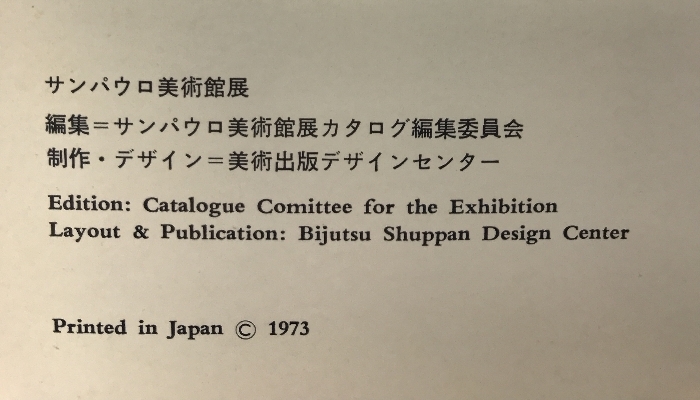 サンパウロ美術館展
編集＝サンパウロ美術館展カタログ編集委員会
制作・デザイン＝美術出版デザインセンター
Edition: Catalogue Comittee for the Exhibition
Layout & Publication: Bijutsu Shuppan Design Center
Printed in Japan © 1973